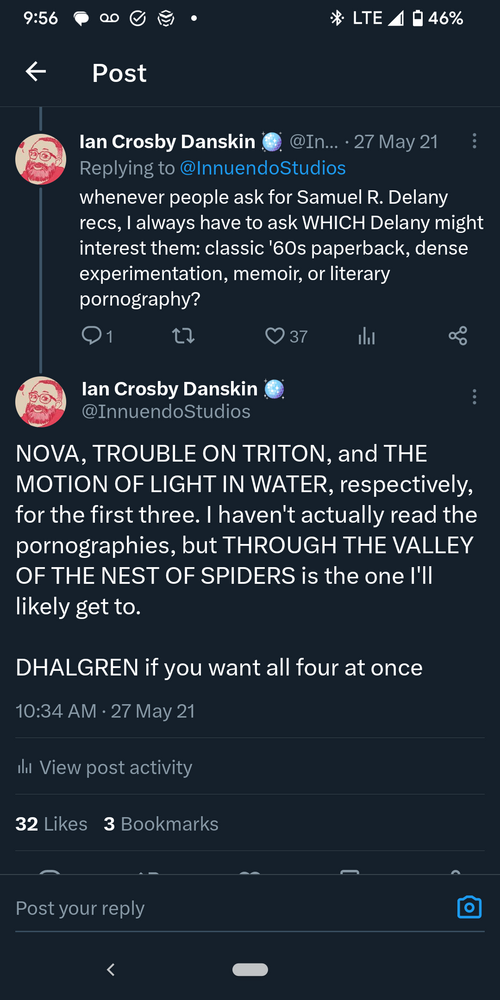 9:56
LTE 46%
Post
Ian Crosby Danskin @In... · 27 May 21
Replying to @InnuendoStudios
whenever people ask for Samuel R. Delany
recs, I always have to ask WHICH Delany might
interest them: classic '60s paperback, dense
experimentation, memoir, or literary
pornography?
1 37
Ian Crosby Danskin
@InnuendoStudios
NOVA, TROUBLE ON TRITON, and THE
MOTION OF LIGHT IN WATER, respectively,
for the first three. I haven't actually read the
pornographies, but THROUGH THE VALLEY
OF THE NEST OF SPIDERS is the one I'll
likely get to.
DHALGREN if you want all four at once
10:34 AM · 27 May 21
View post activity
32 Likes 3 Bookmarks
Post your reply